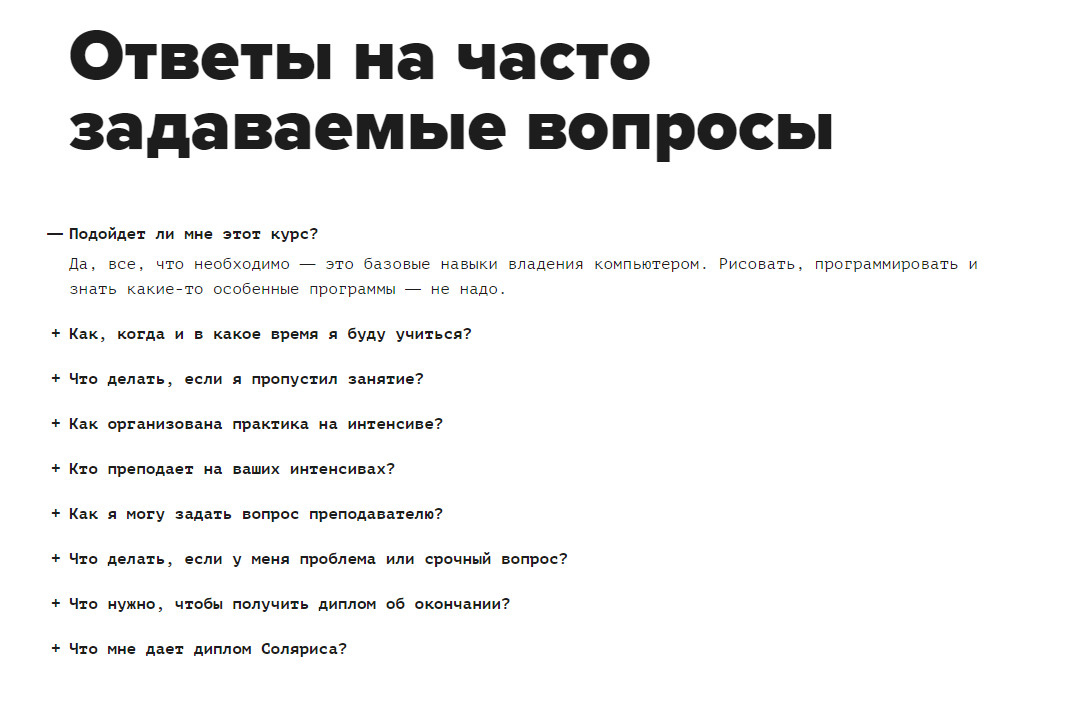 Ответы на часто
задаваемые вопросы
— Подойдет ли мне этот курс?
Да, все, что необходимо — это базовые навыки владения компьютером. Рисовать, программировать и
знать какие-то особенные программы — не надо.
+ Как, когда и в какое время я буду учиться?
+ Что делать, если я пропустил занятие?
+ Как организована практика на интенсиве?
+ Кто преподает на ваших интенсивах?
+ Как я могу задать вопрос преподавателю?
+ Что делать, если у меня проблема или срочный вопрос?
+ Что нужно, чтобы получить диплом об окончании?
+ Что мне дает диплом Соляриса?